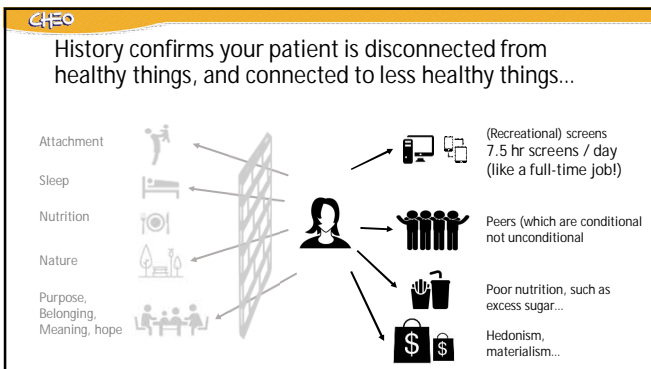 CHEO
History confirms your patient is disconnected from
healthy things, and connected to less healthy things...
Attachment
Sleep
Nutrition
Nature
Purpose,
Belonging,
Meaning, hope
(Recreational) screens
7.5 hr screens / day
(like a full-time job!)
Peers (which are conditional
not unconditional
Poor nutrition, such as
excess sugar...
$ $
Hedonism,
materialism...